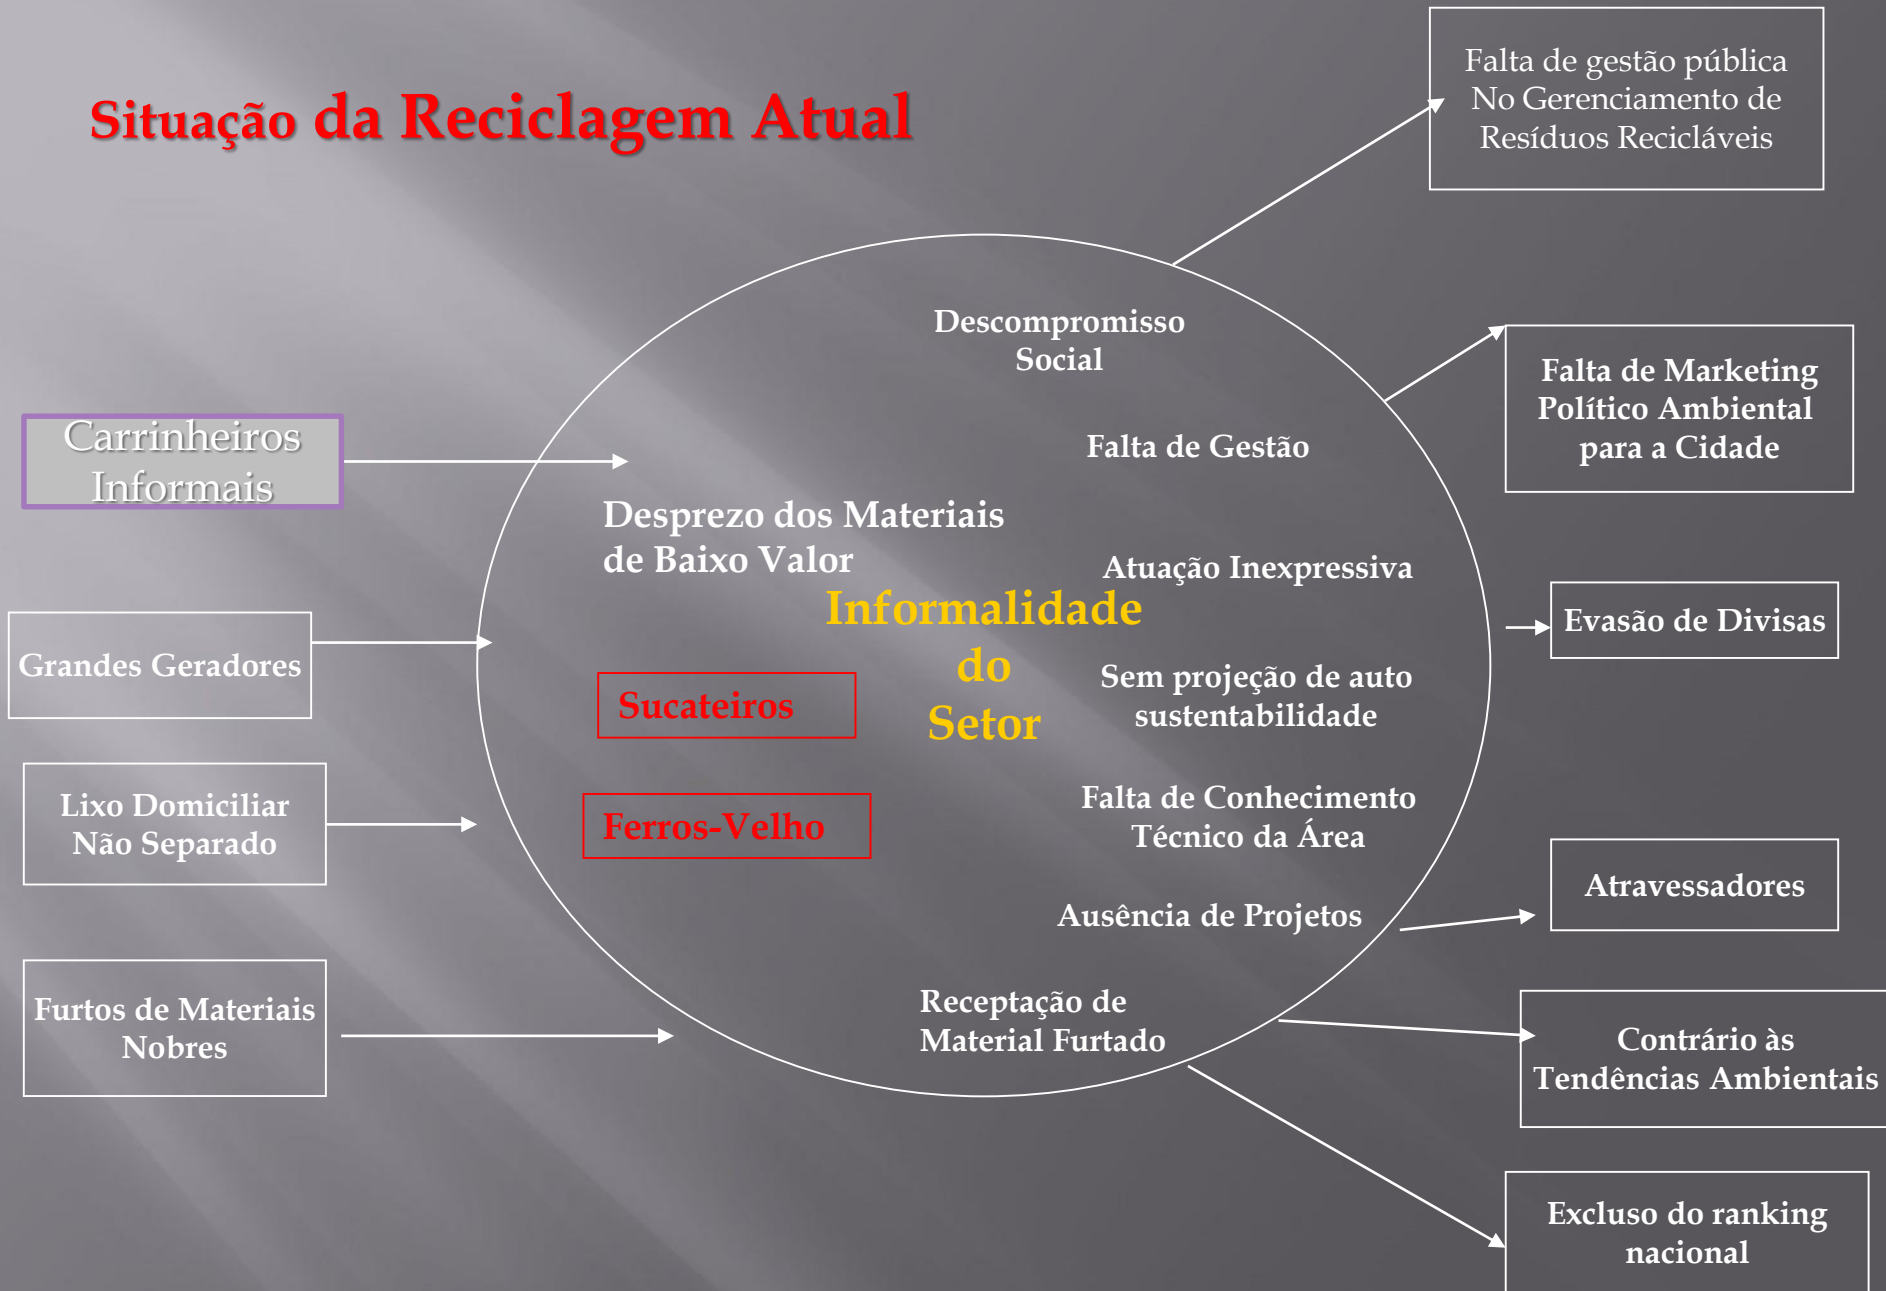 Situação da Reciclagem Atual
Falta de gestão pública
No Gerenciamento de
Resíduos Recicláveis
Descompromisso
Social
Falta de Marketing
Político Ambiental
para a Cidade
Carrinheiros
Informais
Falta de Gestão
Desprezo dos Materiais
de Baixo Valor
Atuação Inexpressiva
Informalidade
do
Setor
Evasão de Divisas
Grandes Geradores
Sucateiros
Sem projeção de auto
sustentabilidade
Lixo Domiciliar
Não Separado
Ferros-Velho
Falta de Conhecimento
Técnico da Área
Atravessadores
Ausência de Projetos
Furtos de Materiais
Nobres
Receptação de
Material Furtado
Contrário às
Tendências Ambientais
Excluso do ranking
nacional